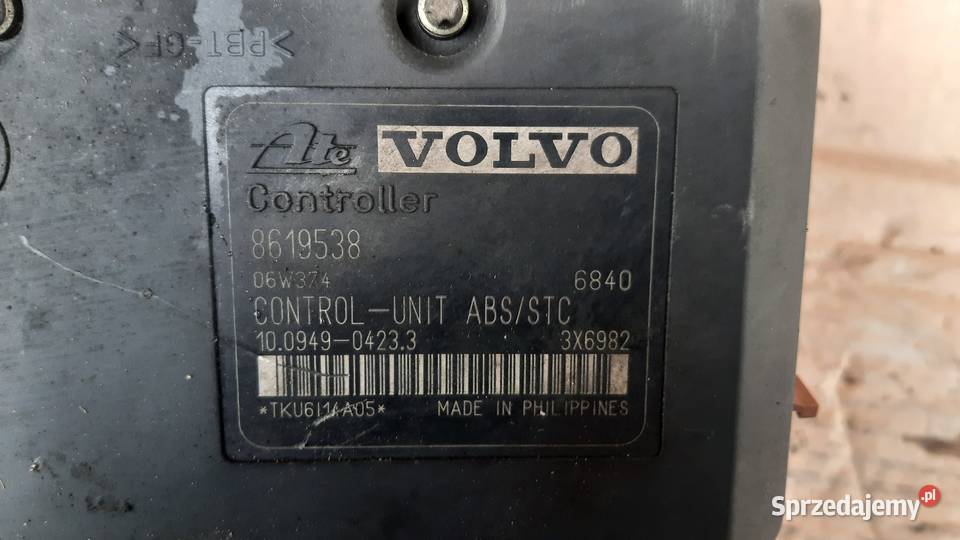 >PBT-GF<
Ate VOLVO
Controller
8619538
06W374 6840
CONTROL-UNIT ABS/STC
10.0949-0423.3 3X6982
*TKU6I14A05* MADE IN PHILIPPINES
Sprzedajemy.pl